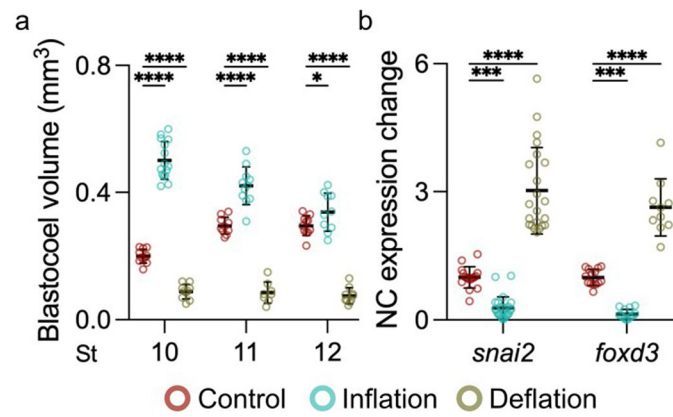 a
b
Blastocoel volume (mm³)
0.8
0.4
0.0
**** ****
**** ****
**** *
St 10 11 12
NC expression change
6
3
0
**** ***
**** ***
snai2 foxd3
Control Inflation Deflation